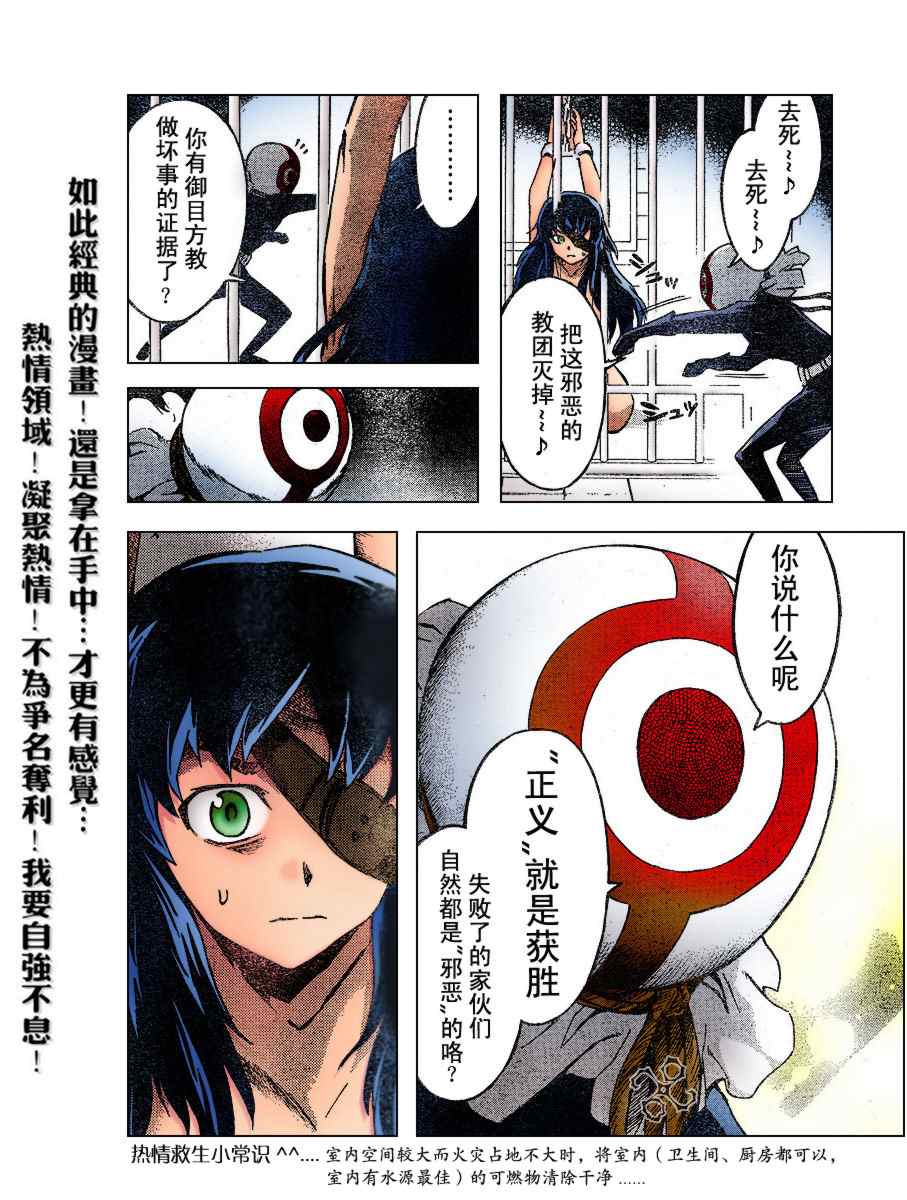 去死~~♪
去死~~♪
把这邪恶的
教团灭掉~~♪
ジュッ
………
你有御目方教
做坏事的证据了？
你说什么呢
“正义”就是获胜
失败了的家伙们
自然都是“邪恶”的咯？
如此經典的漫畫！還是拿在手中…才更有感覺…
熱情領域！凝聚熱情！不為爭名奪利！我要自強不息！
热情救生小常识 ^^.... 室内空间较大而火灾占地不大时，将室内（卫生间、厨房都可以，
室内有水源最佳）的可燃物清除干净 ......